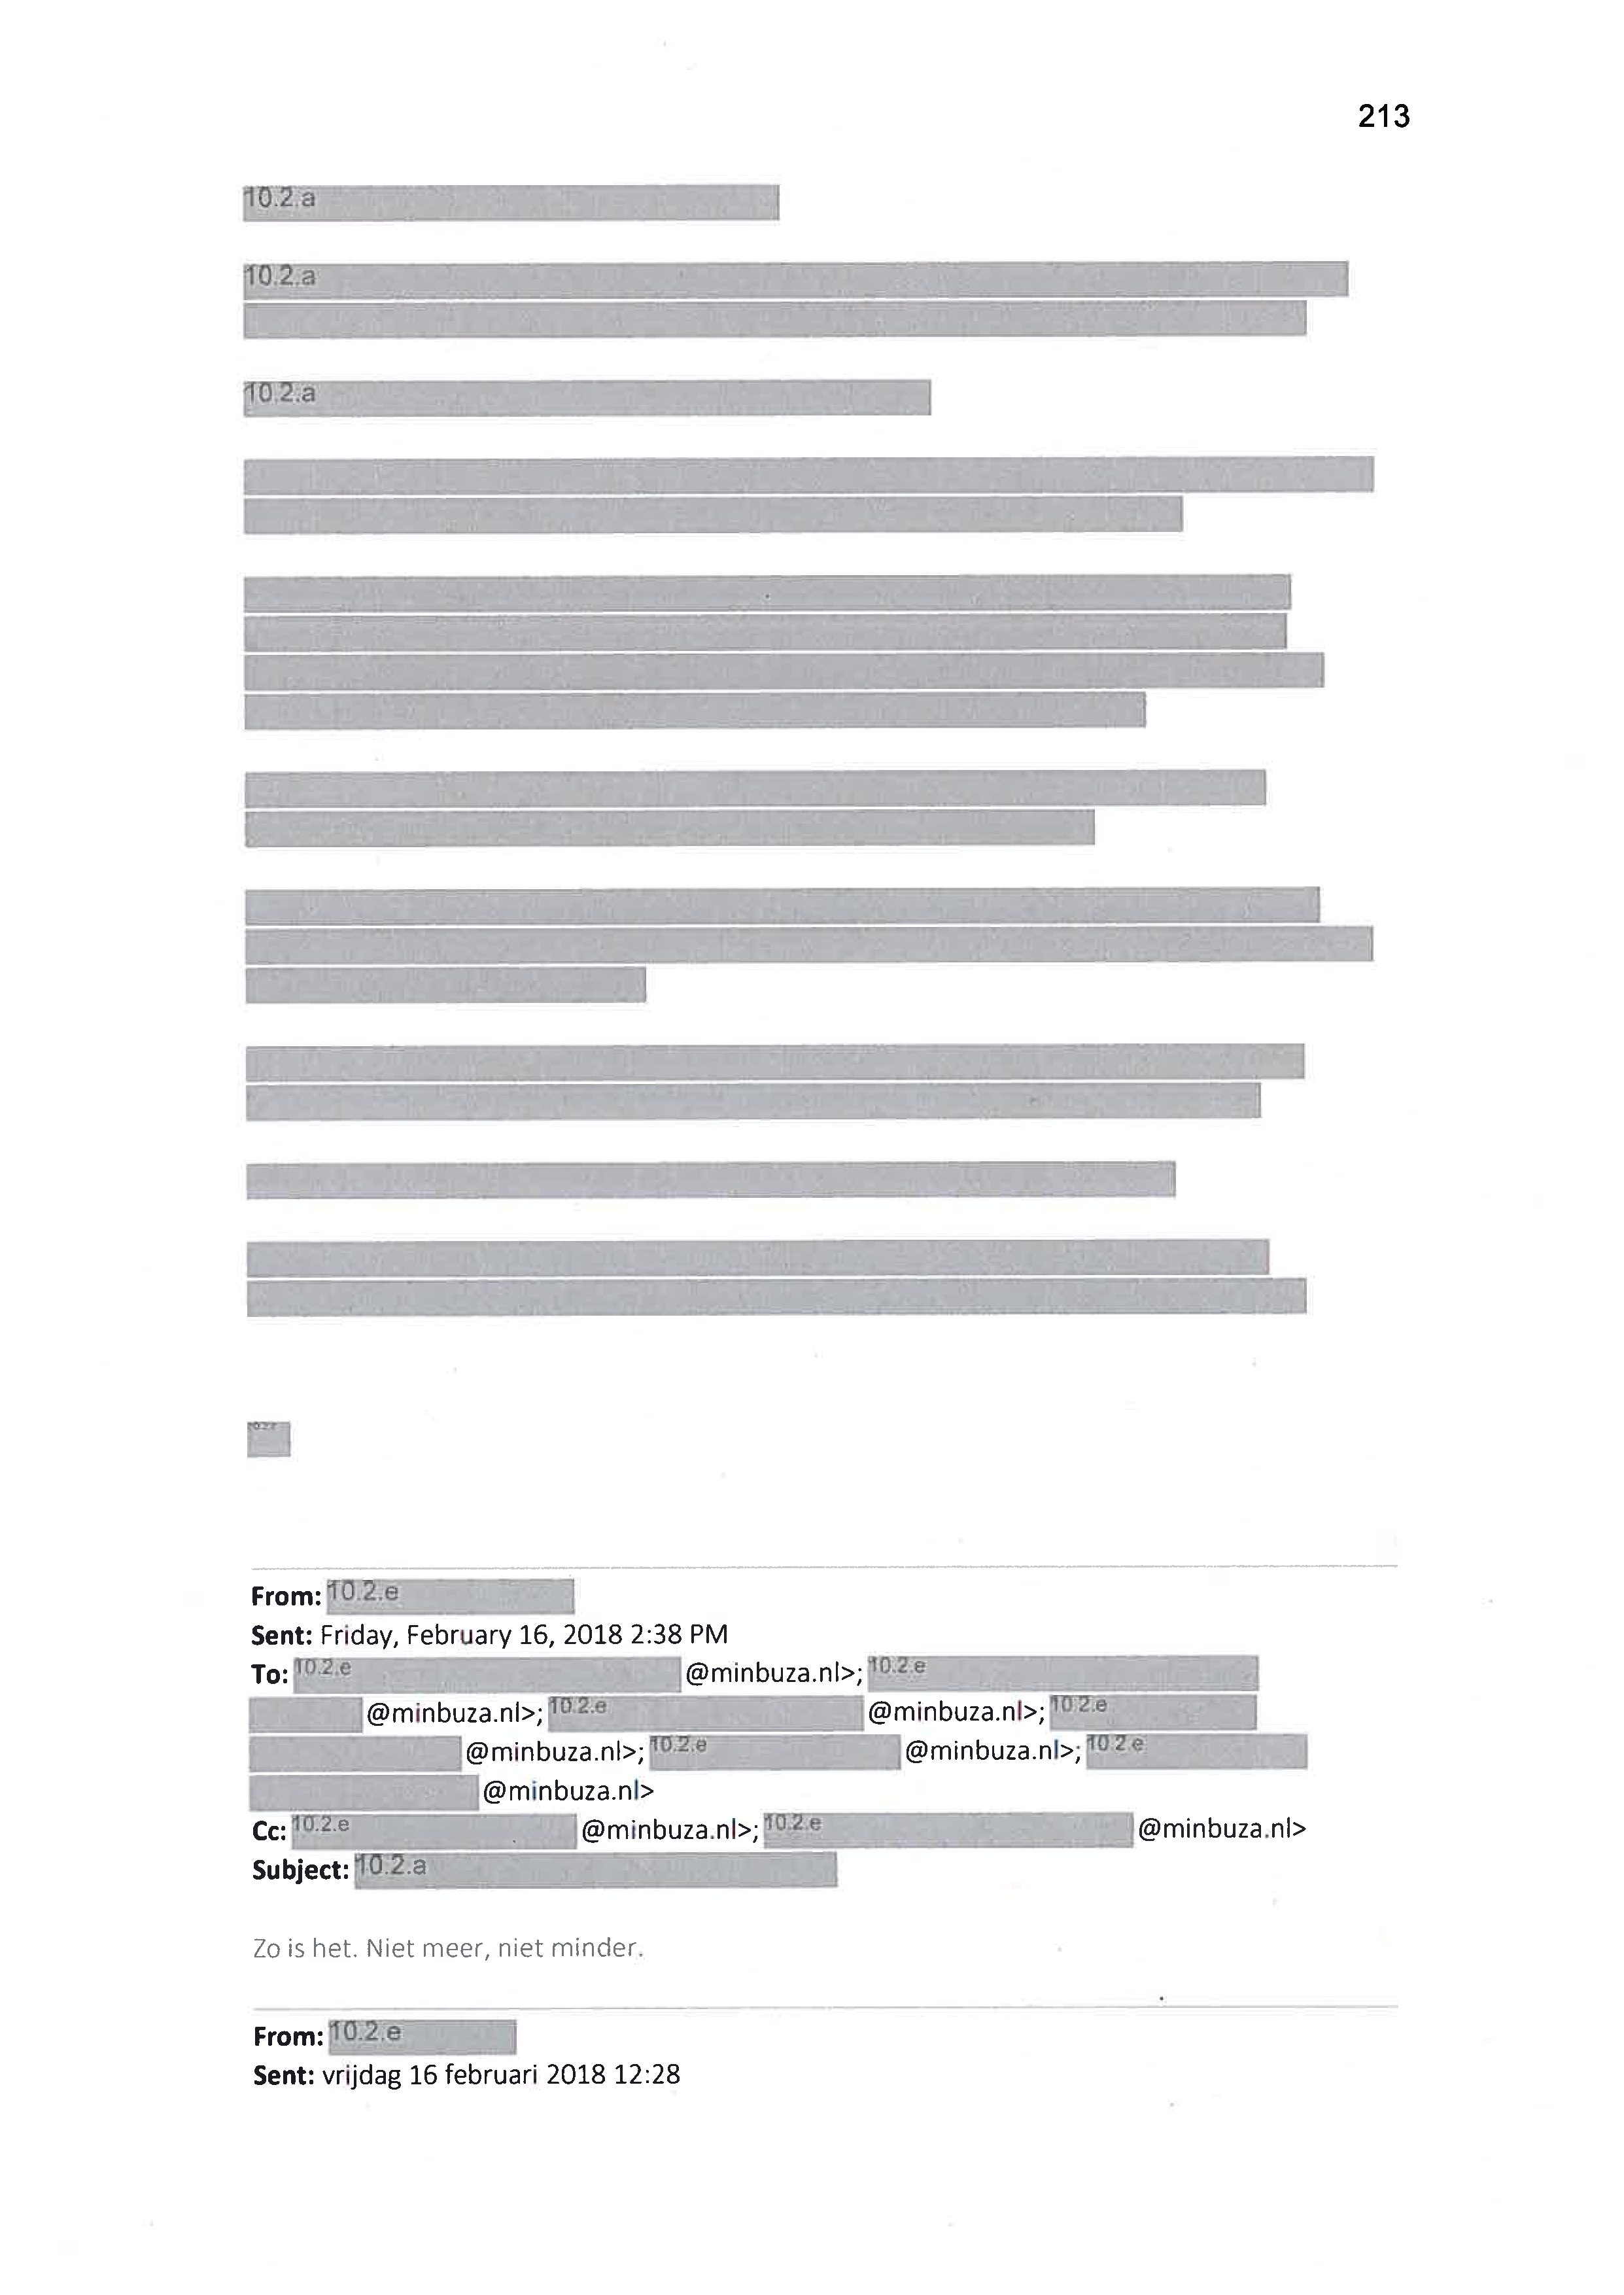 213
10.2.a
10.2.a
10.2.a
From: 10.2.e
Sent: Friday, February 16, 2018 2:38 PM
To: 10.2.e @minbuza.nl>; 10.2.e
@minbuza.nl>; 10.2.e @minbuza.nl>; 10.2.e
@minbuza.nl>; 10.2.e @minbuza.nl>; 10.2.e
@minbuza.nl>
Cc: 10.2.e @minbuza.nl>; 10.2.e @minbuza.nl>
Subject: 10.2.a
Zo is het. Niet meer, niet minder.
From: 10.2.e
Sent: vrijdag 16 februari 2018 12:28